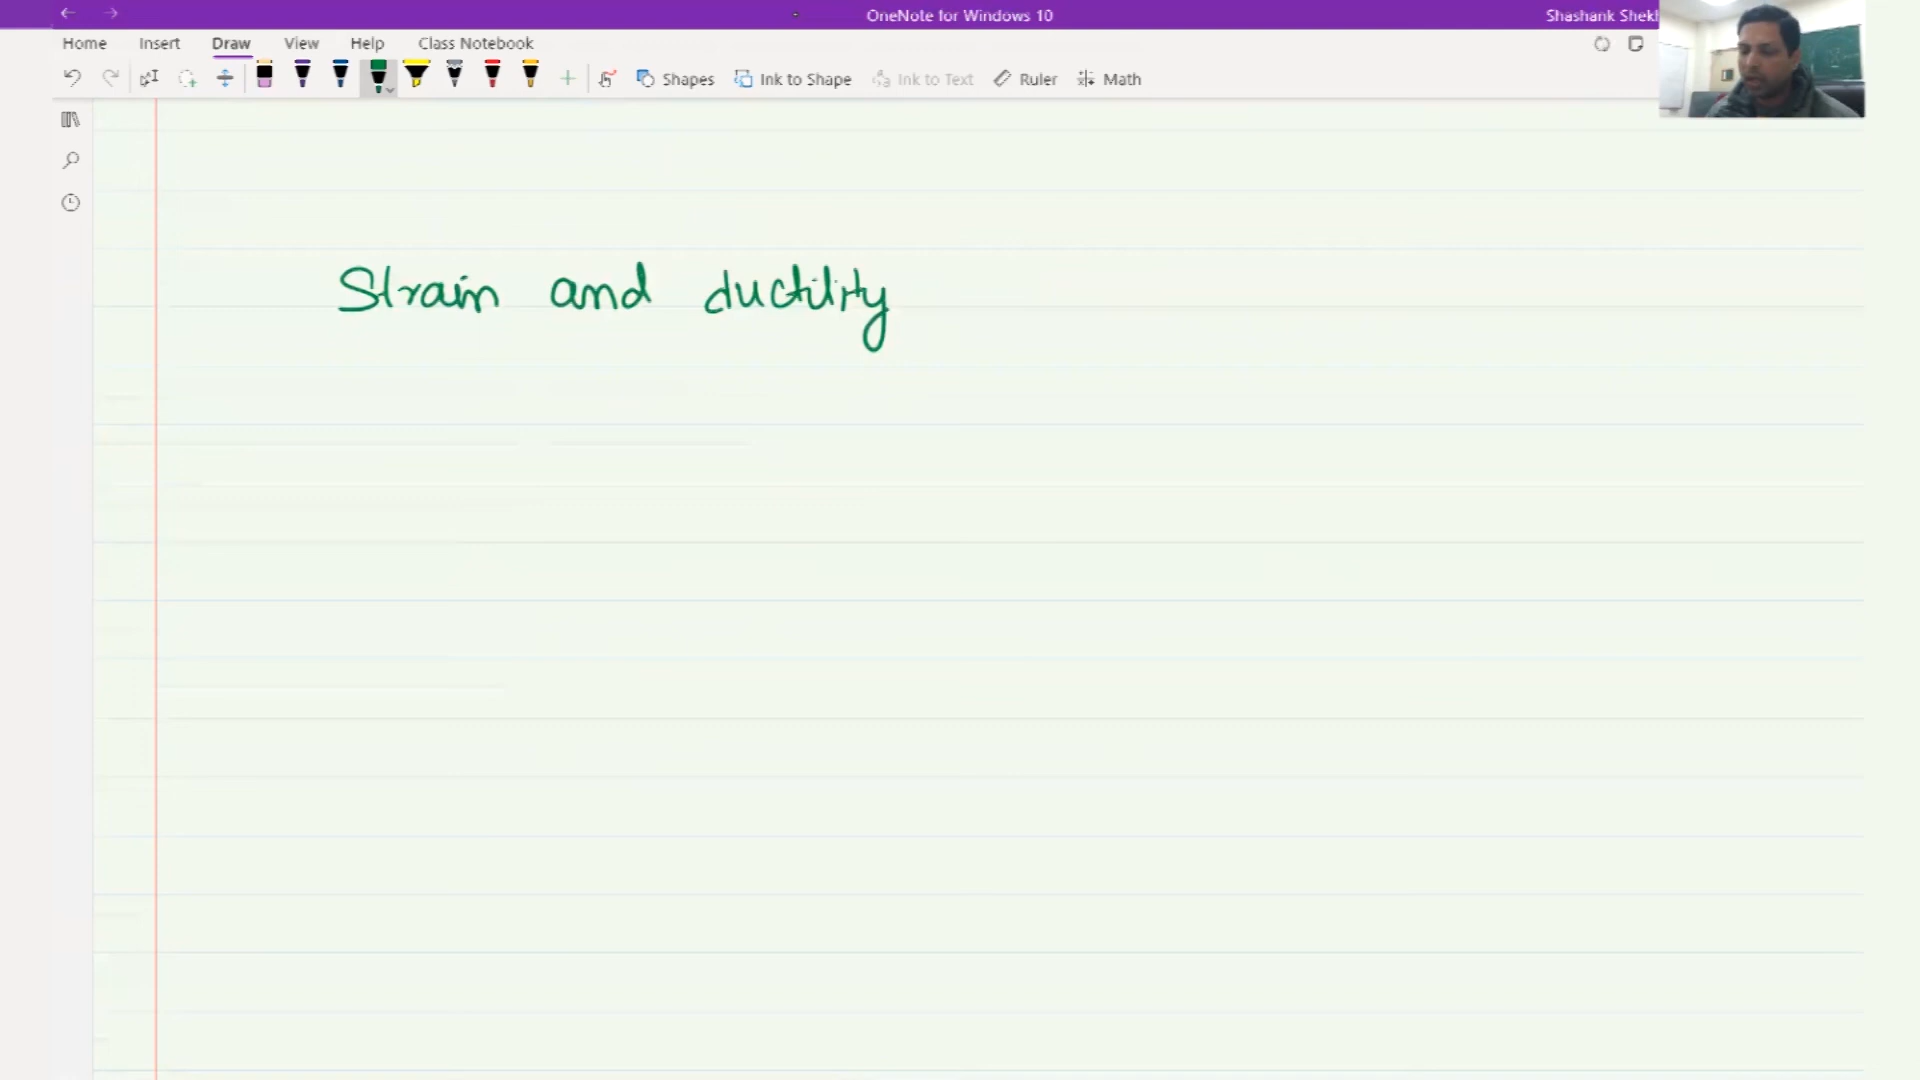 OneNote for Windows 10
Shashank Shekh
Home Insert Draw View Help Class Notebook
Shapes Ink to Shape Ink to Text Ruler Math
Strain and ductility